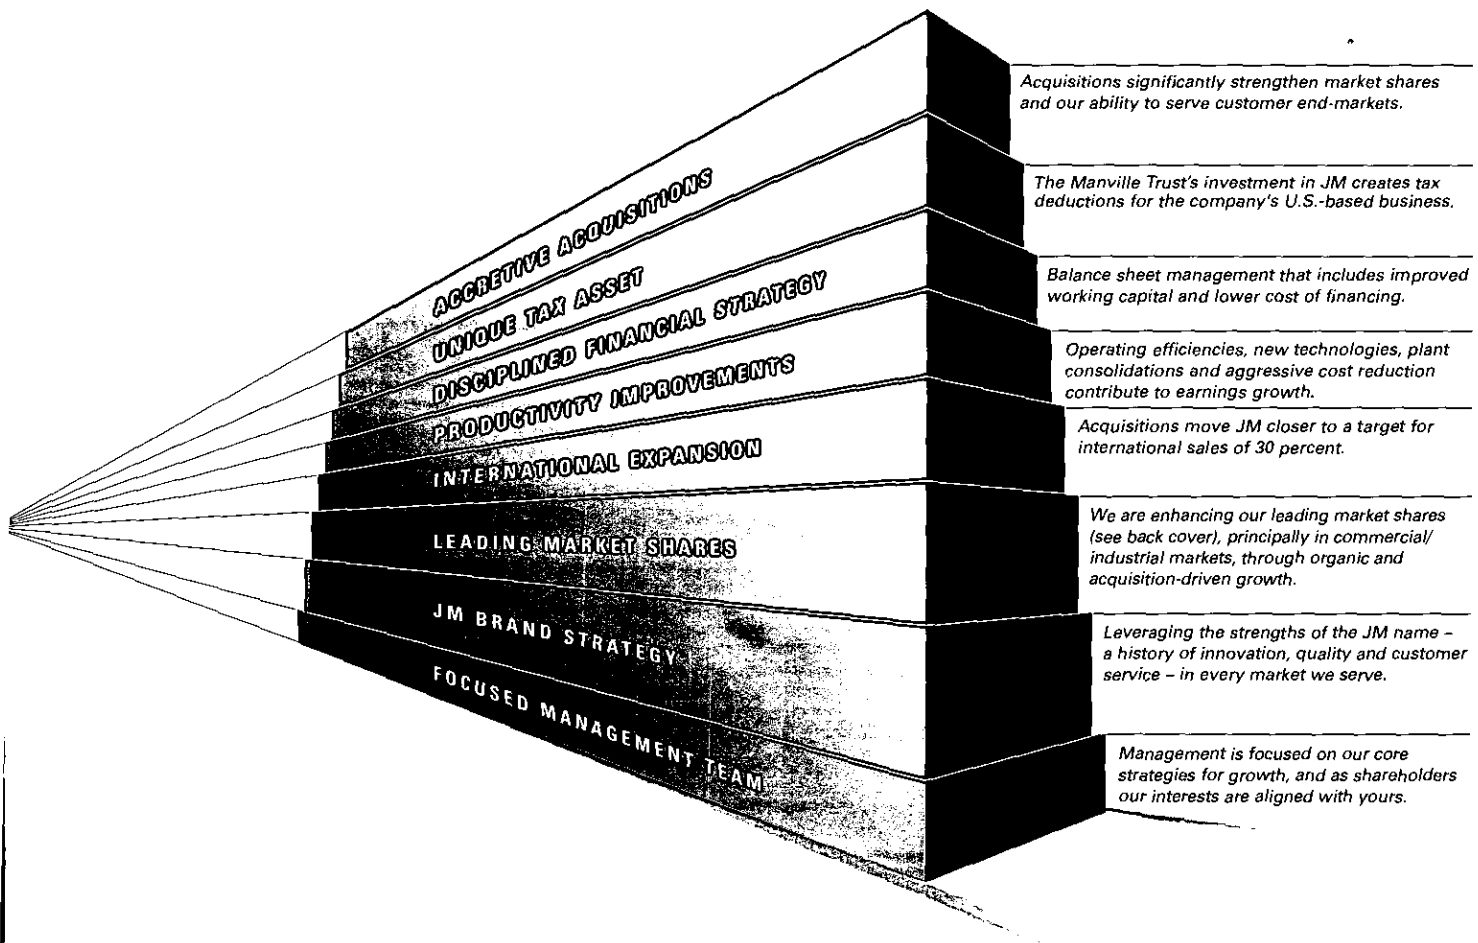 ACCRETIVE ACQUISITIONS
Acquisitions significantly strengthen market shares
and our ability to serve customer end-markets.
UNIQUE TAX ASSET
The Manville Trust's investment in JM creates tax
deductions for the company's U.S.-based business.
DISCIPLINED FINANCIAL STRATEGY
Balance sheet management that includes improved
working capital and lower cost of financing.
PRODUCTIVITY IMPROVEMENTS
Operating efficiencies, new technologies, plant
consolidations and aggressive cost reduction
contribute to earnings growth.
INTERNATIONAL EXPANSION
Acquisitions move JM closer to a target for
international sales of 30 percent.
LEADING MARKET SHARES
We are enhancing our leading market shares
(see back cover), principally in commercial/
industrial markets, through organic and
acquisition-driven growth.
JM BRAND STRATEGY
Leveraging the strengths of the JM name –
a history of innovation, quality and customer
service – in every market we serve.
FOCUSED MANAGEMENT TEAM
Management is focused on our core
strategies for growth, and as shareholders
our interests are aligned with yours.